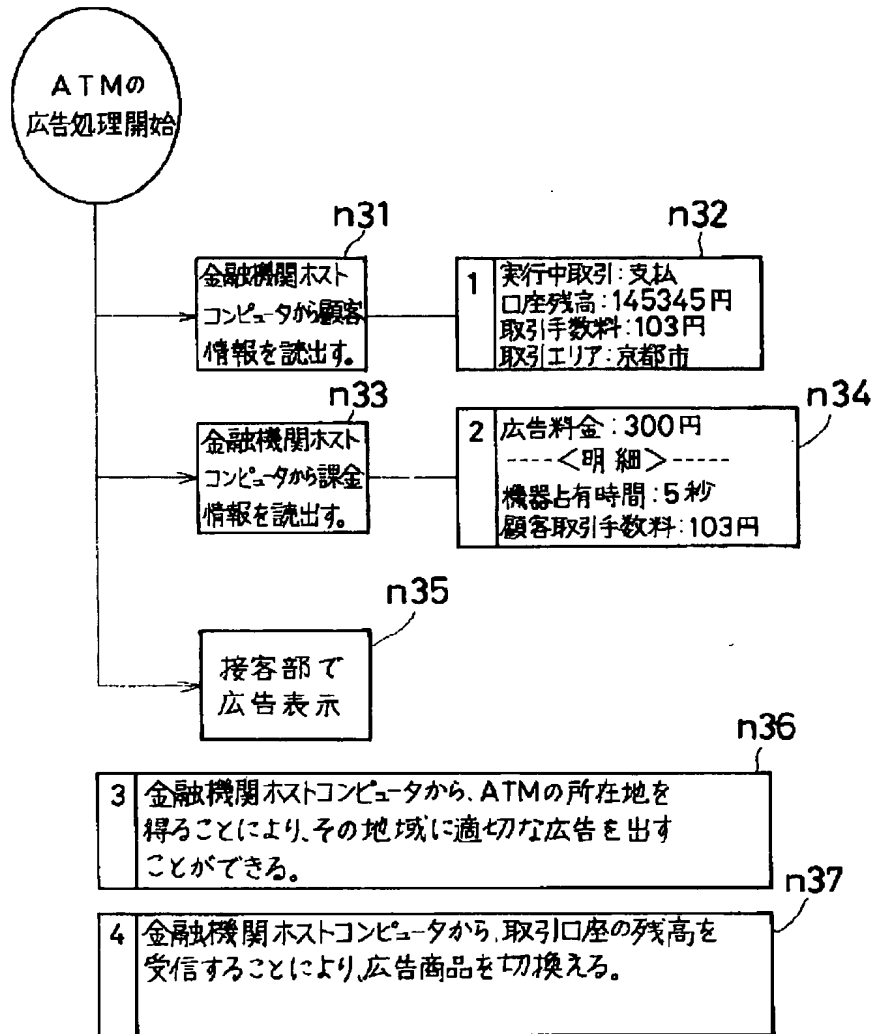 ATMの
広告処理開始
n31
金融機関ホスト
コンピュータから顧客
情報を読出す。
n32
1
実行中取引:支払
口座残高:145345円
取引手数料:103円
取引エリア:京都市
n33
金融機関ホスト
コンピュータから課金
情報を読出す。
n34
2
広告料金:300円
----<明細>-----
機器占有時間:5秒
顧客取引手数料:103円
n35
接客部で
広告表示
n36
3
金融機関ホストコンピュータから、ATMの所在地を
得ることにより、その地域に適切な広告を出す
ことができる。
n37
4
金融機関ホストコンピュータから、取引口座の残高を
受信することにより、広告商品を切換える。